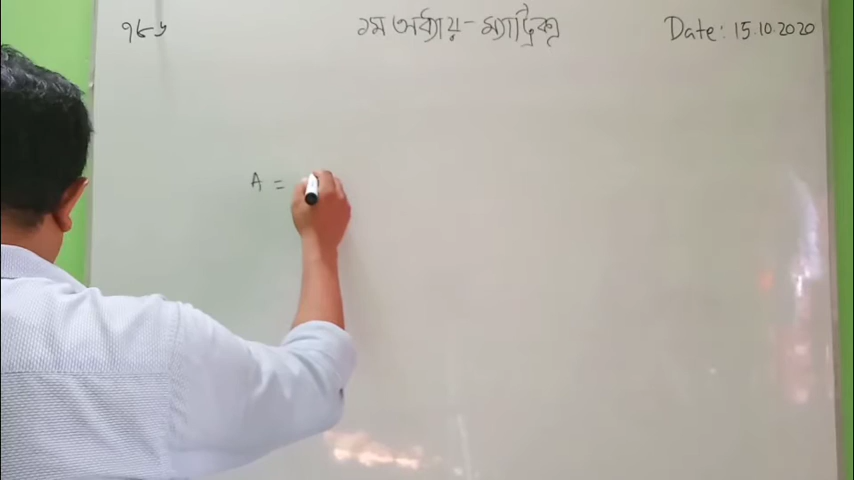 ৭৮৬
১ম অধ্যায় - ম্যাট্রিক্স
Date: 15.10.2020
A =